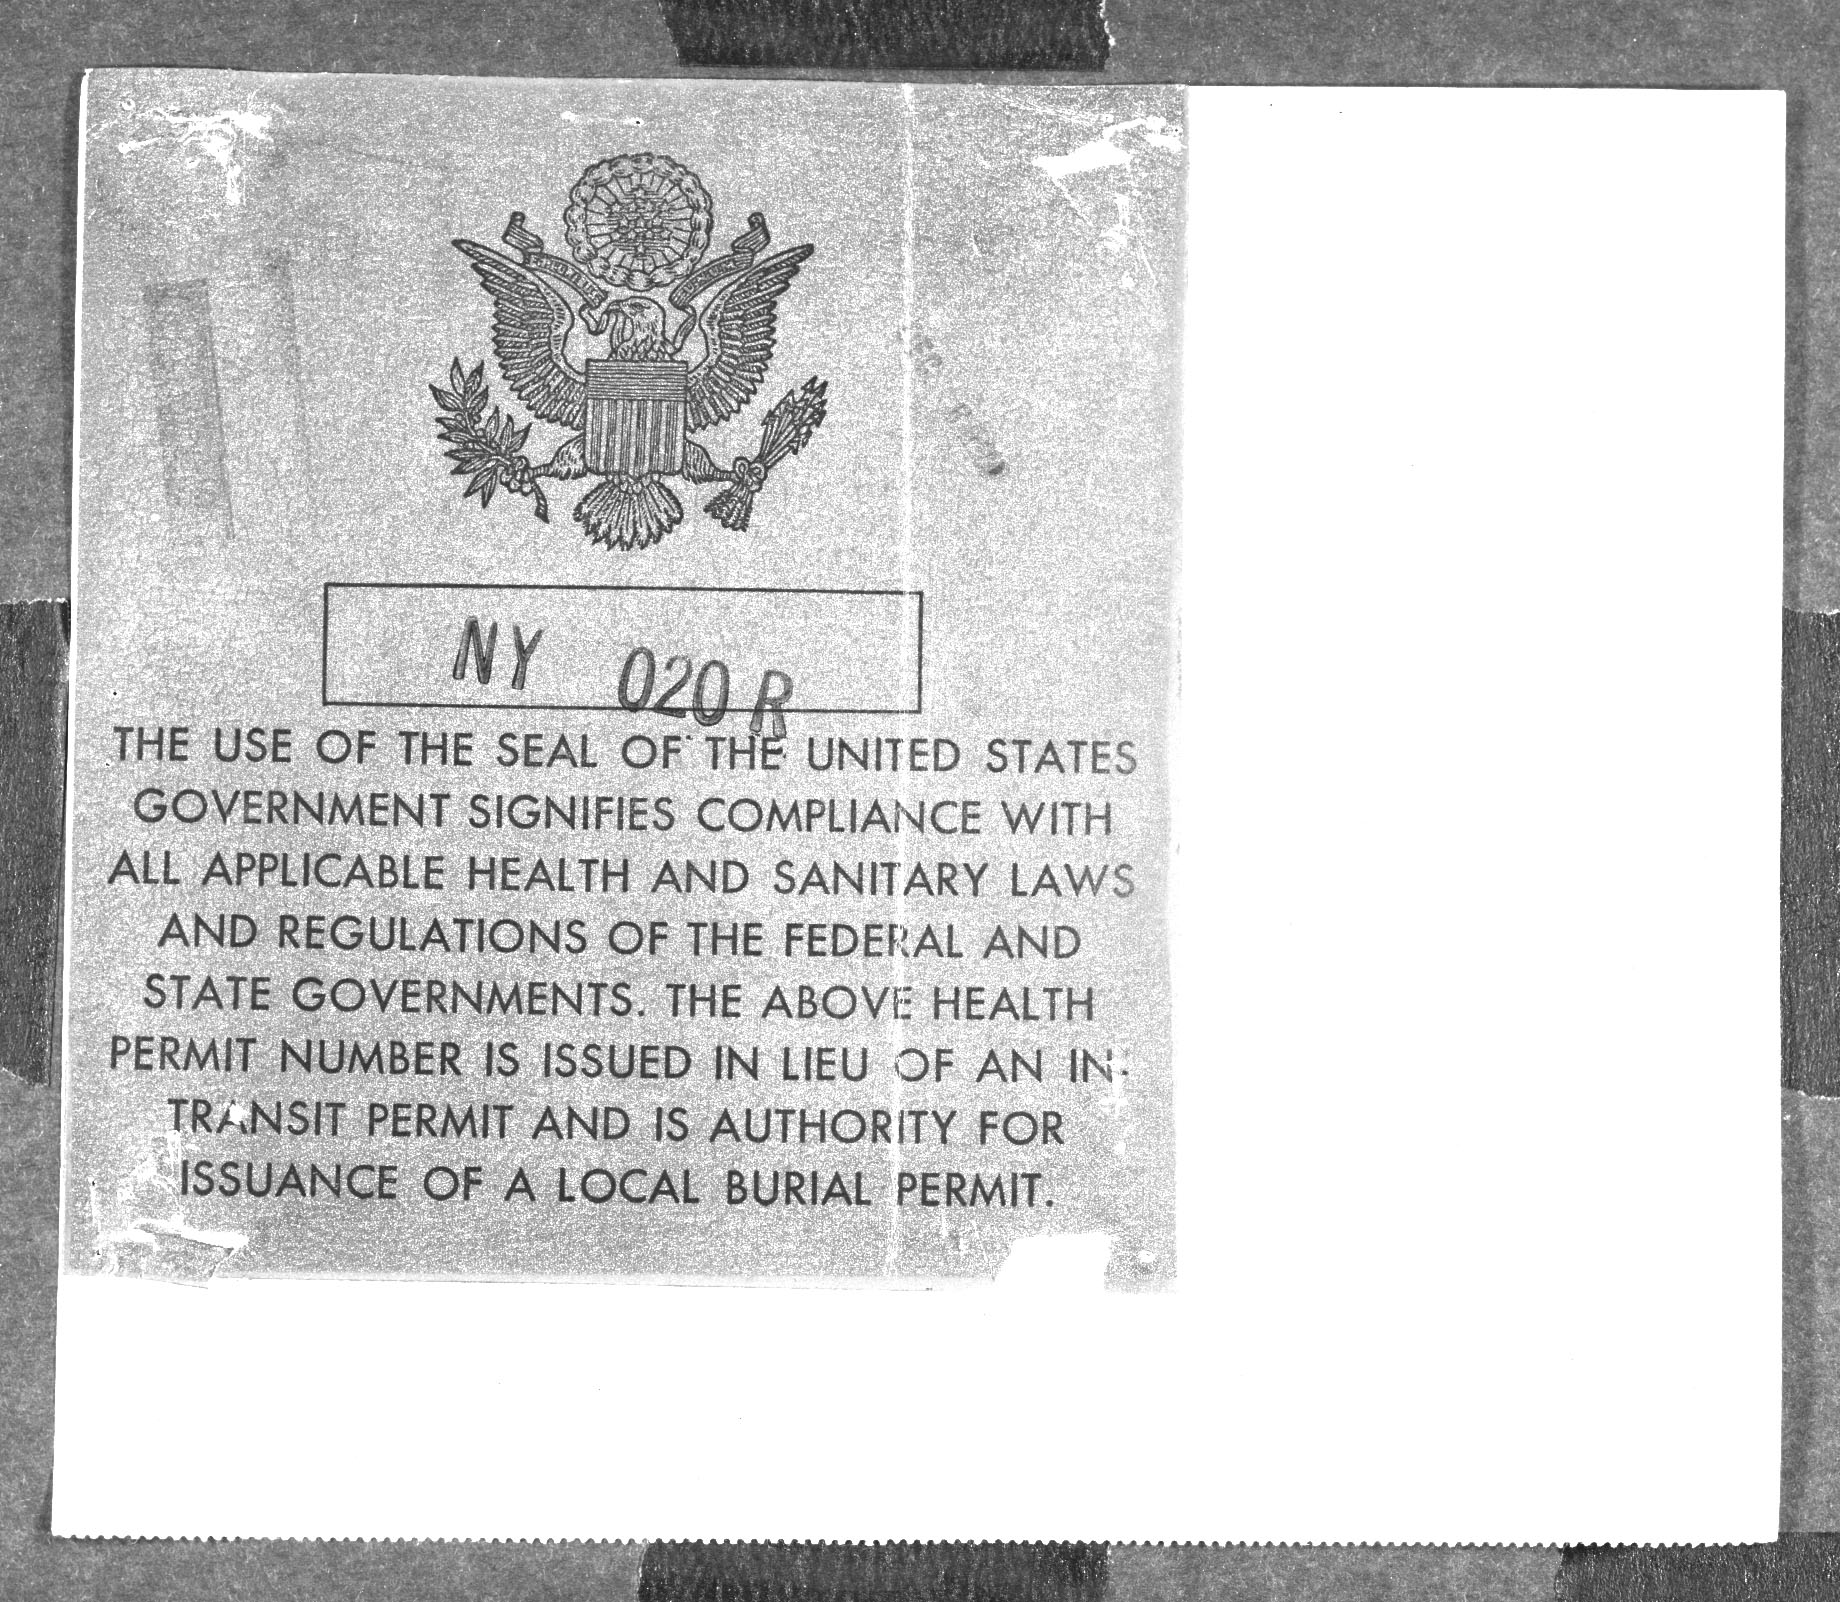 NY 020 R
THE USE OF THE SEAL OF THE UNITED STATES
GOVERNMENT SIGNIFIES COMPLIANCE WITH
ALL APPLICABLE HEALTH AND SANITARY LAWS
AND REGULATIONS OF THE FEDERAL AND
STATE GOVERNMENTS. THE ABOVE HEALTH
PERMIT NUMBER IS ISSUED IN LIEU OF AN IN-
TRANSIT PERMIT AND IS AUTHORITY FOR
ISSUANCE OF A LOCAL BURIAL PERMIT.